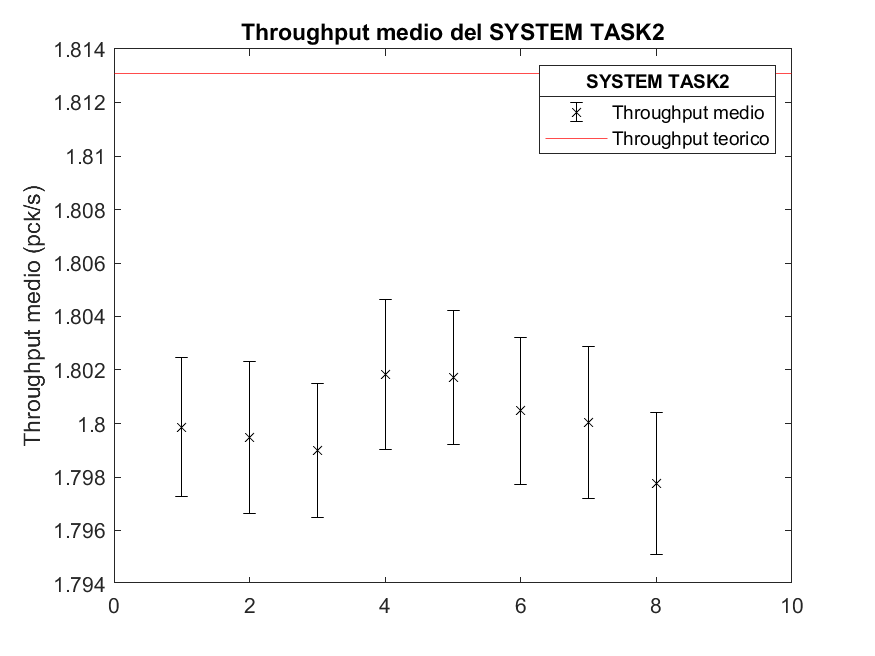 Throughput medio del SYSTEM TASK2
1.814
1.812
1.81
1.808
1.806
1.804
1.802
1.8
1.798
1.796
1.794
Throughput medio (pck/s)
SYSTEM TASK2
Throughput medio
Throughput teorico
0 2 4 6 8 10